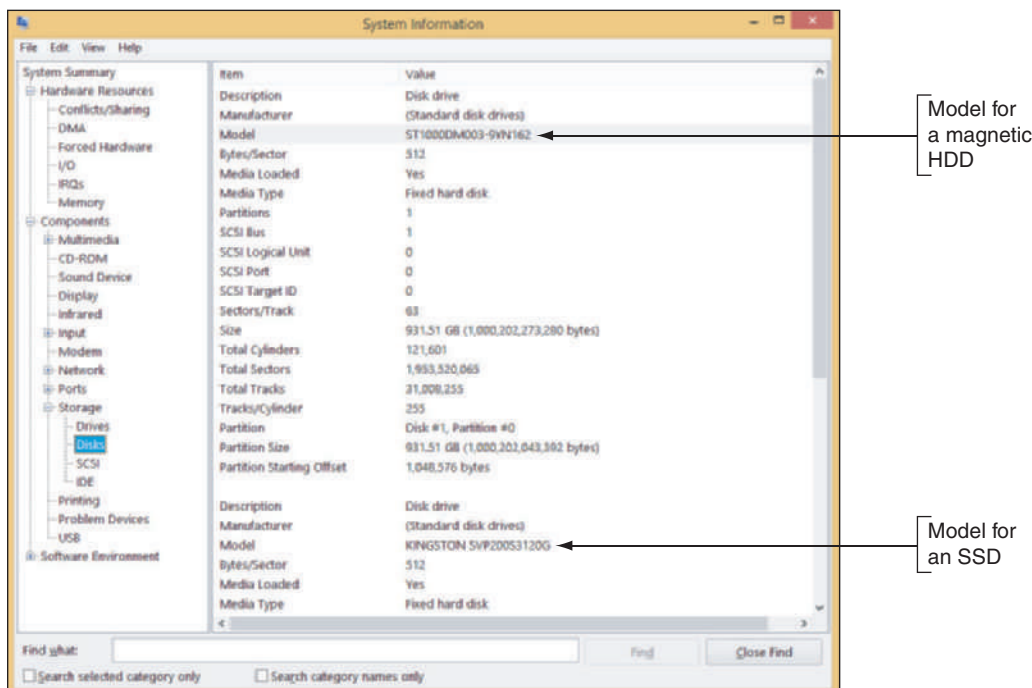 System Information
File Edit View Help
System Summary
Hardware Resources
Conflicts/Sharing
DMA
Forced Hardware
I/O
IRQs
Memory
Components
Multimedia
CD-ROM
Sound Device
Display
Infrared
Input
Modem
Network
Ports
Storage
Drives
Disks
SCSI
IDE
Printing
Problem Devices
USB
Software Environment
Item Value
Description Disk drive
Manufacturer (Standard disk drives)
Model ST1000DM003-9YN162
Bytes/Sector 512
Media Loaded Yes
Media Type Fixed hard disk
Partitions 1
SCSI Bus 1
SCSI Logical Unit 0
SCSI Port 0
SCSI Target ID 0
Sectors/Track 63
Size 931.51 GB (1,000,202,273,280 bytes)
Total Cylinders 121,601
Total Sectors 1,953,520,065
Total Tracks 31,008,255
Tracks/Cylinder 255
Partition Disk #1, Partition #0
Partition Size 931.51 GB (1,000,202,043,392 bytes)
Partition Starting Offset 1,048,576 bytes
Description Disk drive
Manufacturer (Standard disk drives)
Model KINGSTON SVP200S3120G
Bytes/Sector 512
Media Loaded Yes
Media Type Fixed hard disk
Find what: Find Close Find
Search selected category only Search category names only
Model for
a magnetic
HDD
Model for
an SSD